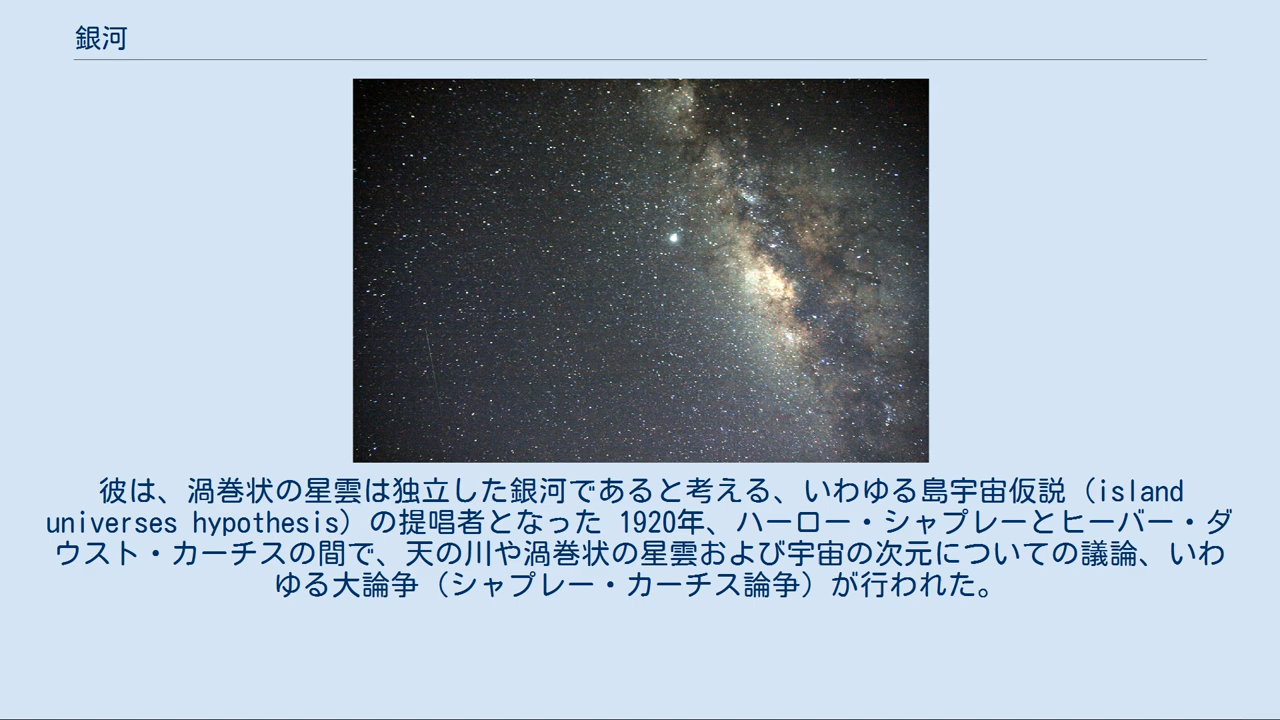 銀河
彼は、渦巻状の星雲は独立した銀河であると考える、いわゆる島宇宙仮説（island
universes hypothesis）の提唱者となった 1920年、ハーロー・シャプレーとヒーバー・ダ
ウスト・カーチスの間で、天の川や渦巻状の星雲および宇宙の次元についての議論、いわ
ゆる大論争（シャプレー・カーチス論争）が行われた。